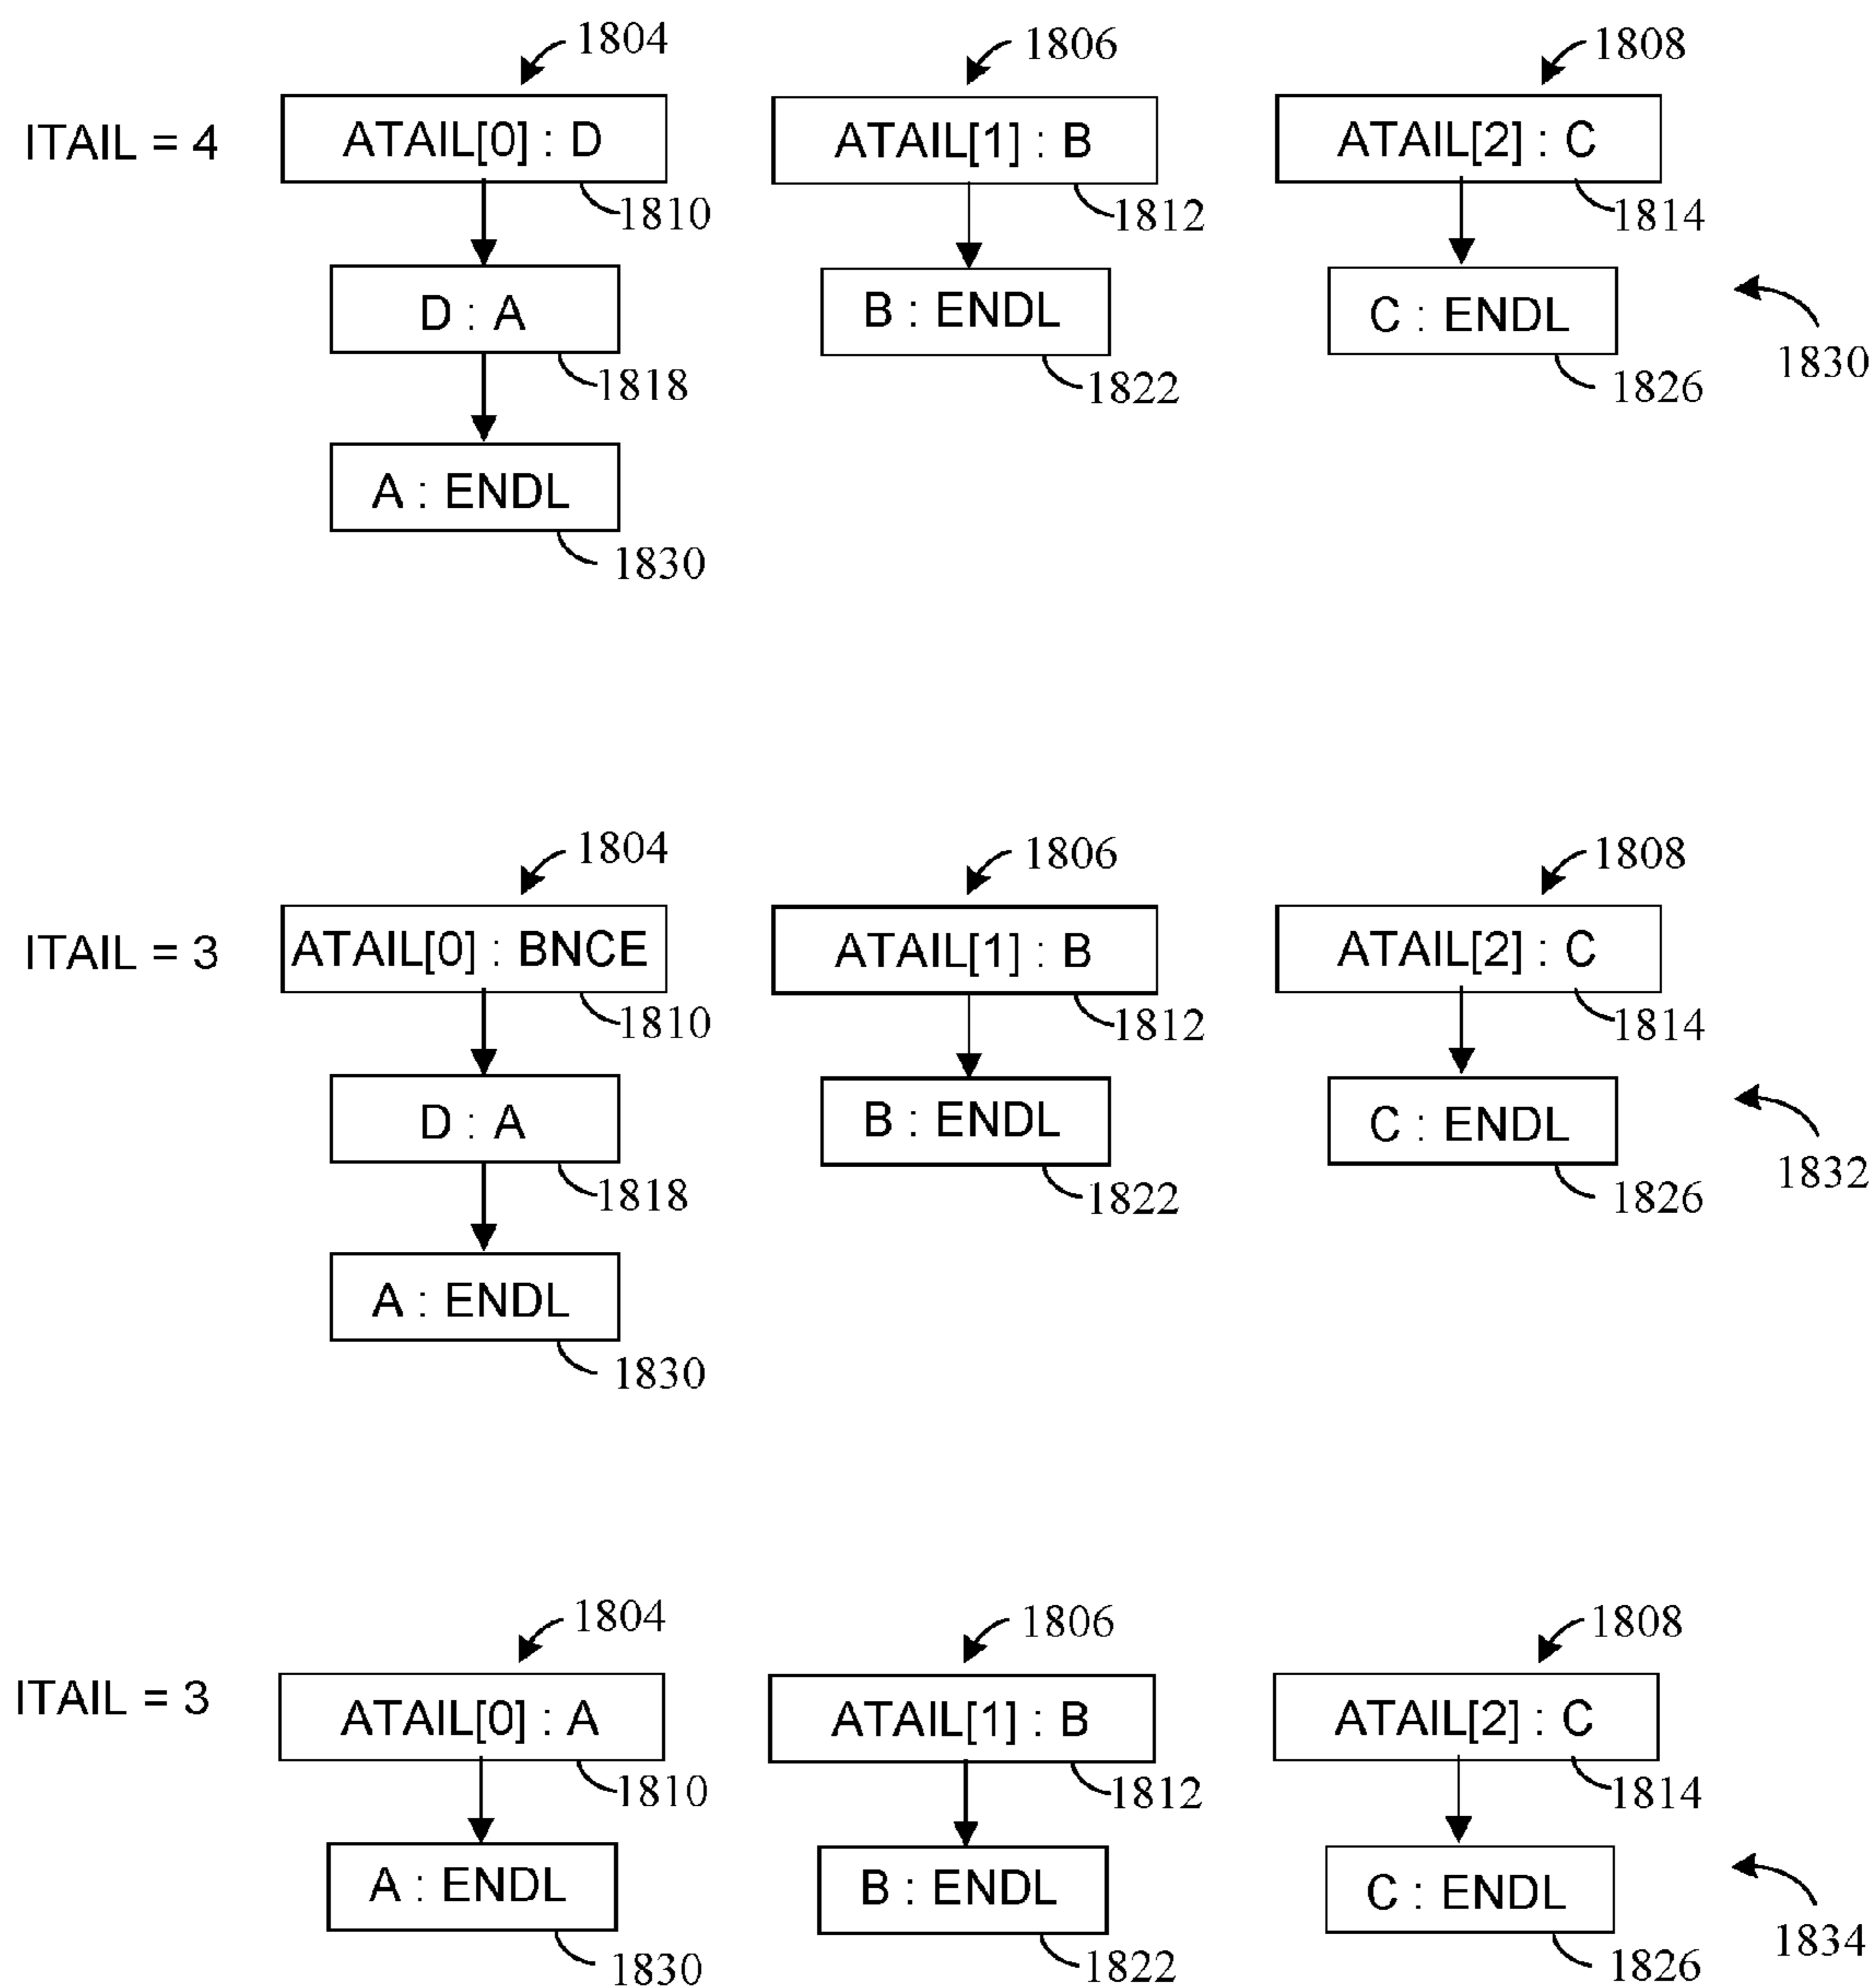 1804
1806
1808
ITAIL = 4
ATAIL[0] : D
ATAIL[1] : B
ATAIL[2] : C
1810
1812
1814
D : A
B : ENDL
C : ENDL
1830
1818
1822
1826
A : ENDL
1830
1804
1806
1808
ITAIL = 3
ATAIL[0] : BNCE
ATAIL[1] : B
ATAIL[2] : C
1810
1812
1814
D : A
B : ENDL
C : ENDL
1832
1818
1822
1826
A : ENDL
1830
1804
1806
1808
ITAIL = 3
ATAIL[0] : A
ATAIL[1] : B
ATAIL[2] : C
1810
1812
1814
A : ENDL
B : ENDL
C : ENDL
1834
1830
1822
1826